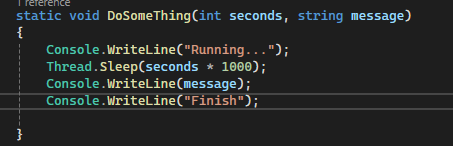 1 reference
static void DoSomeThing(int seconds, string message)
{
Console.WriteLine("Running...");
Thread.Sleep(seconds * 1000);
Console.WriteLine(message);
Console.WriteLine("Finish");
}